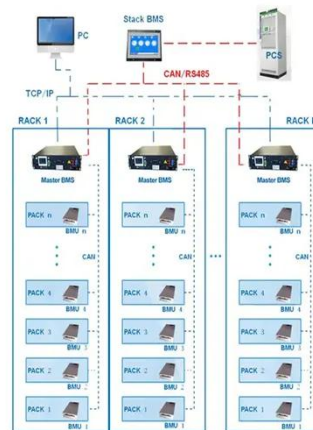 PC
Stack BMS
PCS
CAN/RS485
TCP/IP
RACK 1
RACK 2
RACK
Master BMS
Master BMS
Master BMS
PACK n
BMU n
PACK n
BMU n
PACK n
BMU n
CAN
CAN
CAN
PACK 4
BMU 4
PACK 4
BMU 4
PACK 4
BMU 4
PACK 3
BMU 3
PACK 3
BMU 3
PACK 3
BMU 3
PACK 2
BMU 2
PACK 2
BMU 2
PACK 2
BMU 2
PACK 1
BMU 1
PACK 1
BMU 1
PACK 1
BMU 1